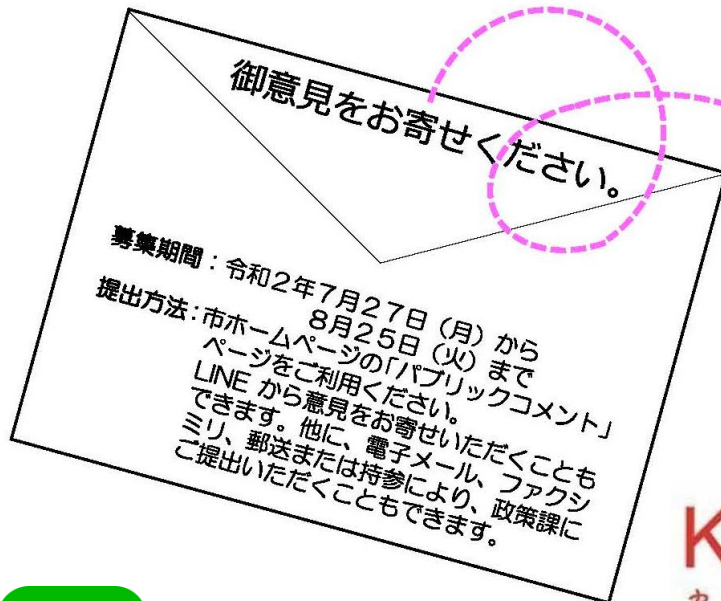 御意見をお寄せください。
募集期間：令和2年7月27日（月）から
8月25日（火）まで
提出方法：市ホームページの「パブリックコメント」
ページをご利用ください。
LINE から意見をお寄せいただくことも
できます。他に、電子メール、ファクシ
ミリ、郵送または持参により、政策課に
ご提出いただくこともできます。
K